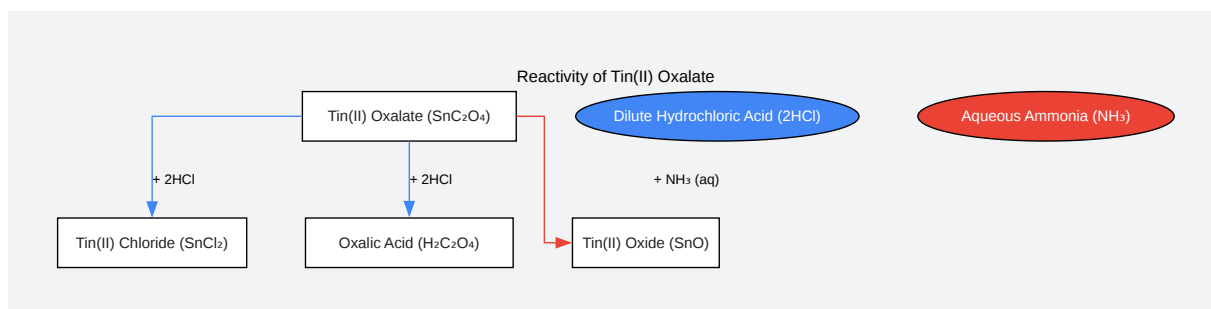 Reactivity of Tin(II) Oxalate
Tin(II) Oxalate (SnC₂O₄)
Dilute Hydrochloric Acid (2HCl)
Aqueous Ammonia (NH₃)
+ 2HCl
+ 2HCl
+ NH₃ (aq)
Tin(II) Chloride (SnCl₂)
Oxalic Acid (H₂C₂O₄)
Tin(II) Oxide (SnO)